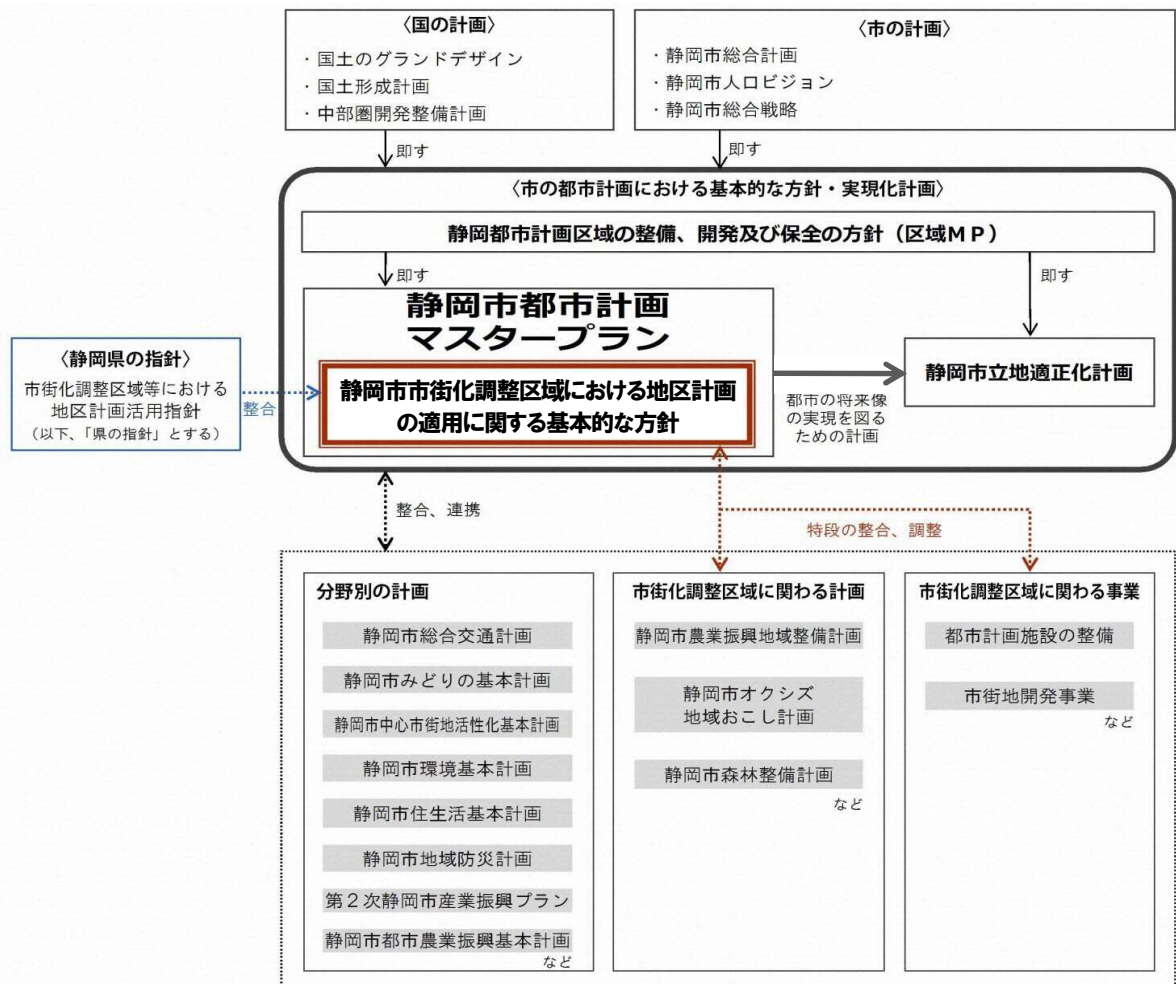 〈国の計画〉
・国土のグランドデザイン
・国土形成計画
・中部圏開発整備計画
〈市の計画〉
・静岡市総合計画
・静岡市人口ビジョン
・静岡市総合戦略
即す
即す
〈市の都市計画における基本的な方針・実現化計画〉
静岡都市計画区域の整備、開発及び保全の方針（区域ＭＰ）
即す
即す
静岡市都市計画
マスタープラン
静岡市市街化調整区域における地区計画
の適用に関する基本的な方針
〈静岡県の指針〉
市街化調整区域等における
地区計画活用指針
（以下、「県の指針」とする）
整合
都市の将来像
の実現を図る
ための計画
静岡市立地適正化計画
整合、連携
特段の整合、調整
分野別の計画
静岡市総合交通計画
静岡市みどりの基本計画
静岡市中心市街地活性化基本計画
静岡市環境基本計画
静岡市住生活基本計画
静岡市地域防災計画
第２次静岡市産業振興プラン
静岡市都市農業振興基本計画
など
市街化調整区域に関わる計画
静岡市農業振興地域整備計画
静岡市オクシズ
地域おこし計画
静岡市森林整備計画
など
市街化調整区域に関わる事業
都市計画施設の整備
市街地開発事業
など